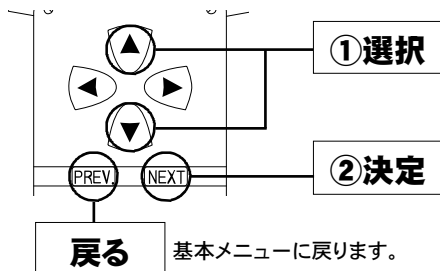 ①選択
PREV.
NEXT
②決定
戻る
基本メニューに戻ります。